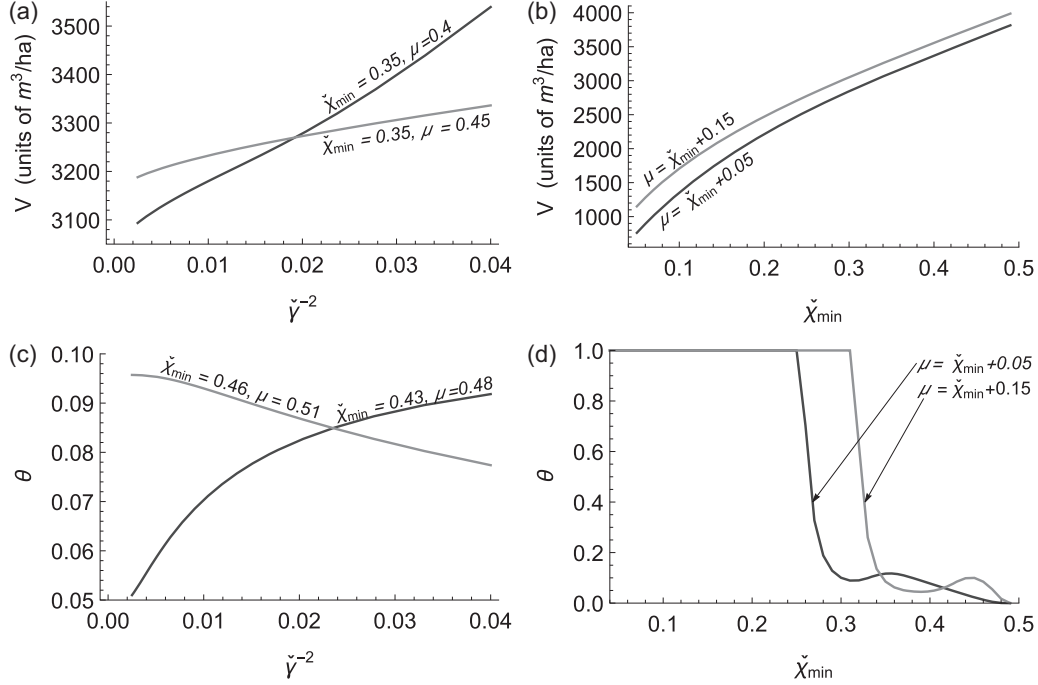 (a)
V (units of m³/ha)
3500
3400
3300
3200
3100
0.00 0.01 0.02 0.03 0.04
γ̌⁻²
χ̌min = 0.35, μ=0.4
χ̌min = 0.35, μ = 0.45
(b)
V (units of m³/ha)
4000
3500
3000
2500
2000
1500
1000
0.1 0.2 0.3 0.4 0.5
χ̌min
μ = χ̌min+0.15
μ = χ̌min+0.05
(c)
θ
0.10
0.09
0.08
0.07
0.06
0.05
0.00 0.01 0.02 0.03 0.04
γ̌⁻²
χ̌min = 0.46, μ = 0.51
χ̌min = 0.43, μ=0.48
(d)
θ
1.0
0.8
0.6
0.4
0.2
0.0
0.1 0.2 0.3 0.4 0.5
χ̌min
μ = χ̌min+0.05
μ = χ̌min+0.15